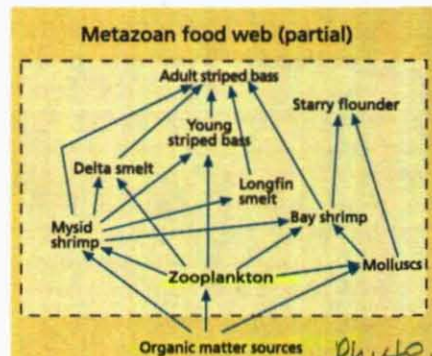 Metazoan food web (partial)
Adult striped bass
Starry flounder
Young
striped bass
Delta smelt
Longfin
smelt
Mysid
shrimp
Bay shrimp
Zooplankton
Molluscs
Organic matter sources